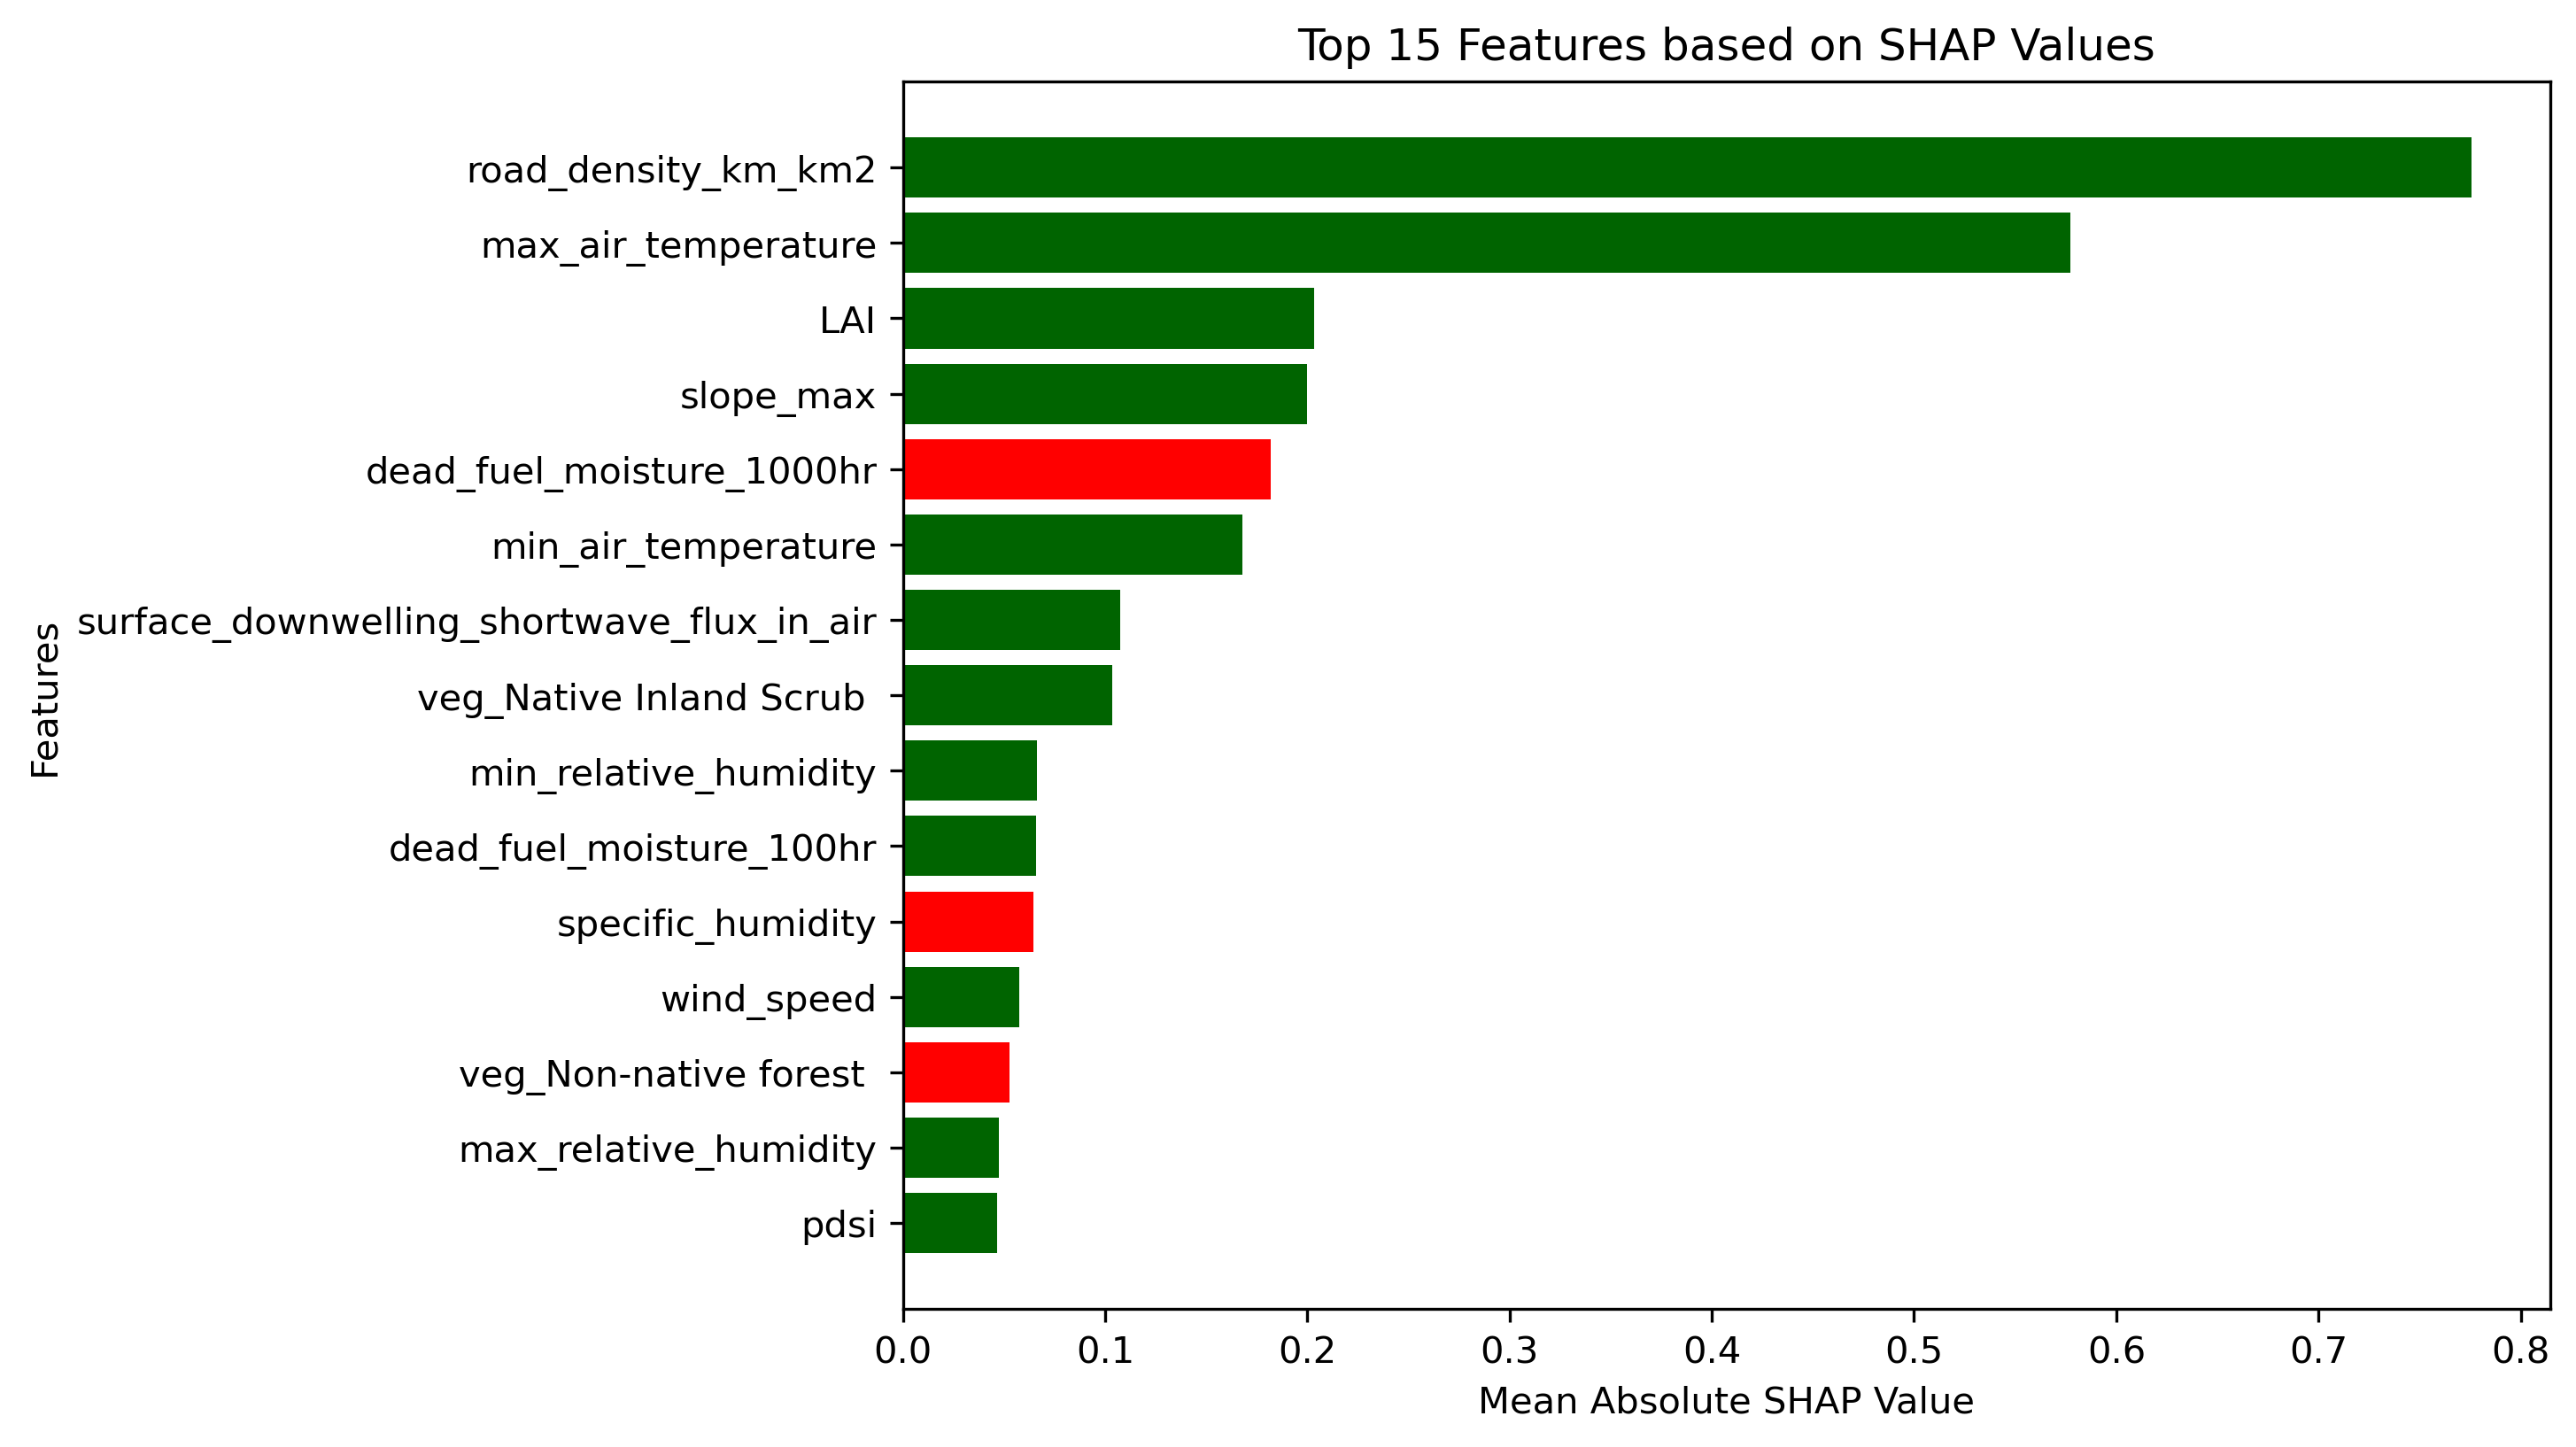 Top 15 Features based on SHAP Values
road_density_km_km2
max_air_temperature
LAI
slope_max
dead_fuel_moisture_1000hr
min_air_temperature
surface_downwelling_shortwave_flux_in_air
veg_Native Inland Scrub
min_relative_humidity
dead_fuel_moisture_100hr
specific_humidity
wind_speed
veg_Non-native forest
max_relative_humidity
pdsi
Features
0.0 0.1 0.2 0.3 0.4 0.5 0.6 0.7 0.8
Mean Absolute SHAP Value